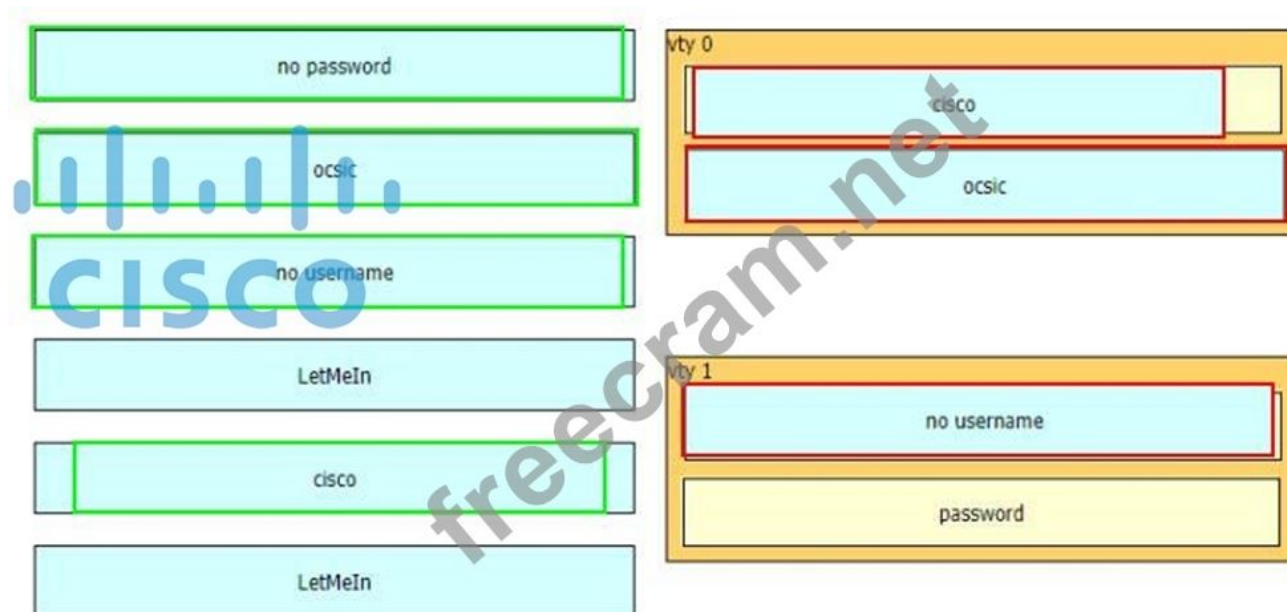 no password
ocsic
no username
LetMeIn
cisco
LetMeIn
CISCO
vty 0
cisco
ocsic
vty 1
no username
password
freecram.net